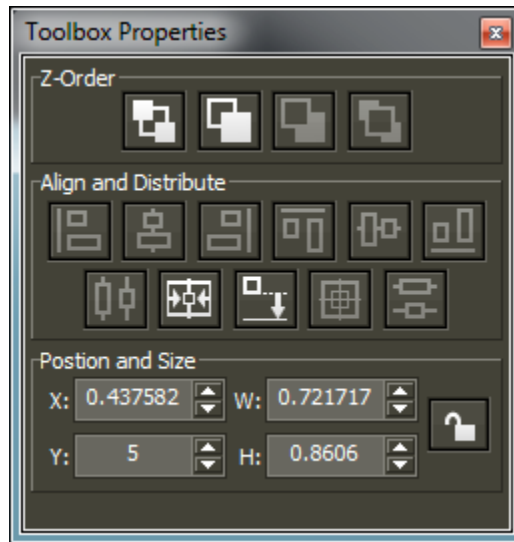 Toolbox Properties
Z-Order
Align and Distribute
Postion and Size
X: 0.437582 W: 0.721717
Y: 5 H: 0.8606